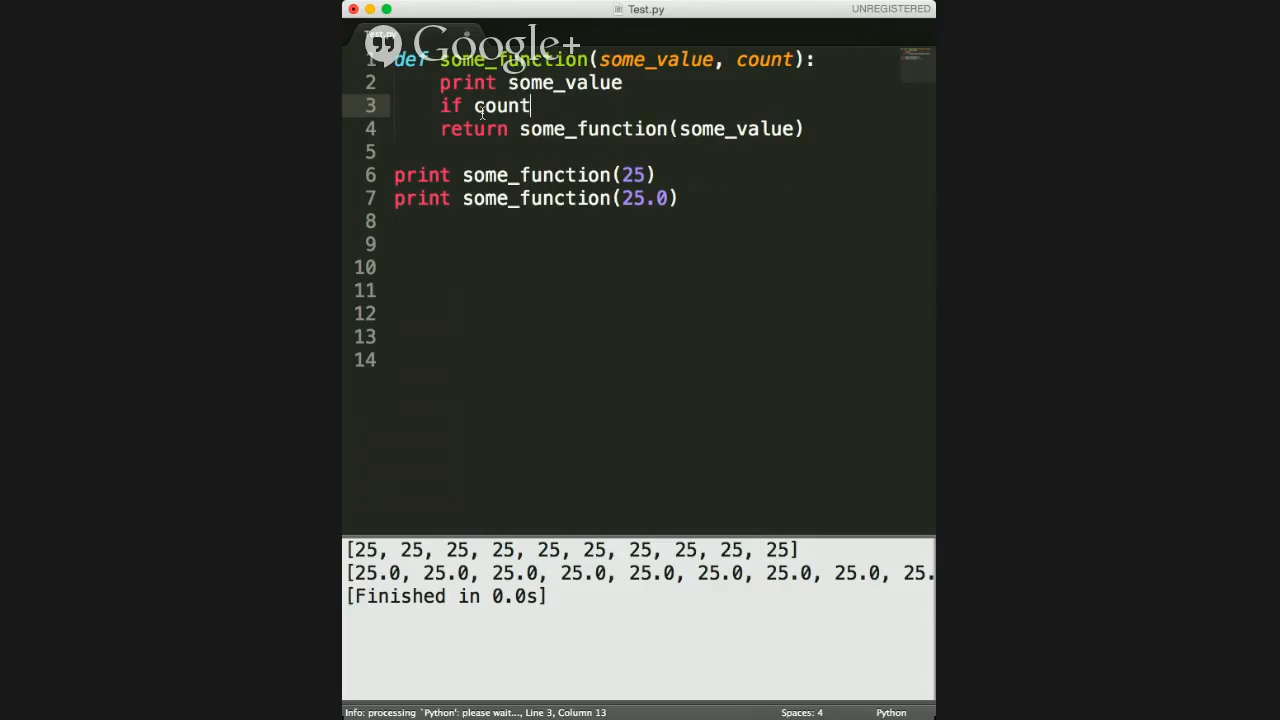 Test.py
UNREGISTERED
Test.py
Google+
1 def some_function(some_value, count):
2 print some_value
3 if count
4 return some_function(some_value)
5
6 print some_function(25)
7 print some_function(25.0)
8
9
10
11
12
13
14
[25, 25, 25, 25, 25, 25, 25, 25, 25, 25]
[25.0, 25.0, 25.0, 25.0, 25.0, 25.0, 25.0, 25.0, 25.
[Finished in 0.0s]
Info: processing `Python': please wait..., Line 3, Column 13 Spaces: 4 Python